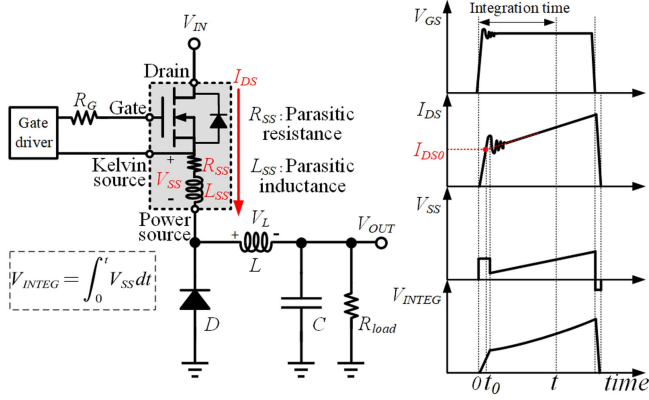 V_IN
Drain
I_DS
R_G
Gate
Gate
driver
Kelvin
source
+
V_SS
-
R_SS
L_SS
Power
source
R_SS: Parasitic
resistance
L_SS: Parasitic
inductance
V_L
+
-
L
V_OUT
V_INTEG = ∫_0^t V_SS dt
D
C
R_load
Integration time
V_GS
I_DS
I_DS0
V_SS
V_INTEG
0
t_0
t
time